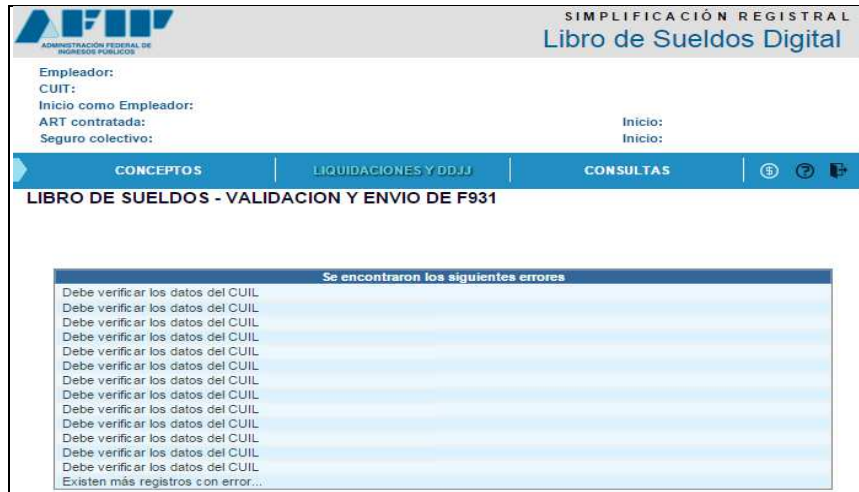 AFIP
ADMINISTRACIÓN FEDERAL DE
INGRESOS PÚBLICOS
SIMPLIFICACIÓN REGISTRAL
Libro de Sueldos Digital
Empleador:
CUIT:
Inicio como Empleador:
ART contratada: Inicio:
Seguro colectivo: Inicio:
CONCEPTOS LIQUIDACIONES Y DDJJ CONSULTAS $ ?
LIBRO DE SUELDOS - VALIDACION Y ENVIO DE F931
Se encontraron los siguientes errores
Debe verificar los datos del CUIL
Debe verificar los datos del CUIL
Debe verificar los datos del CUIL
Debe verificar los datos del CUIL
Debe verificar los datos del CUIL
Debe verificar los datos del CUIL
Debe verificar los datos del CUIL
Debe verificar los datos del CUIL
Debe verificar los datos del CUIL
Debe verificar los datos del CUIL
Debe verificar los datos del CUIL
Debe verificar los datos del CUIL
Debe verificar los datos del CUIL
Existen más registros con error...